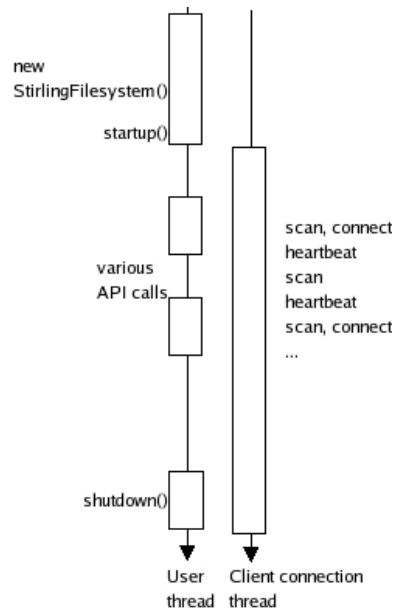 new
StirlingFilesystem()
startup()
various
API calls
shutdown()
scan, connect
heartbeat
scan
heartbeat
scan, connect
...
User
thread
Client connection
thread